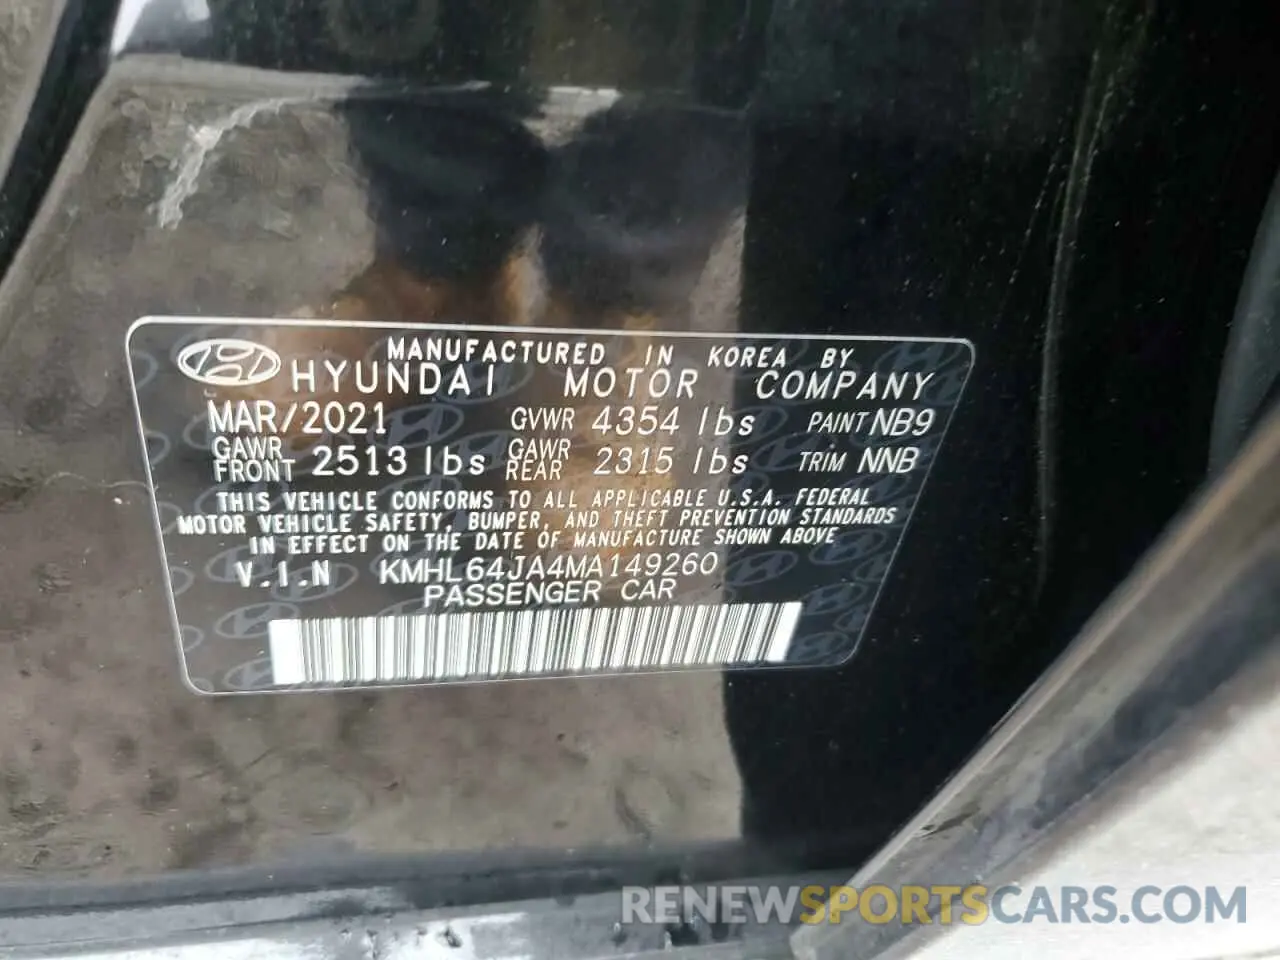 MANUFACTURED IN KOREA BY
HYUNDAI MOTOR COMPANY
MAR/2021 GVWR 4354 lbs PAINT NB9
GAWR FRONT 2513 lbs GAWR REAR 2315 lbs TRIM NNB
THIS VEHICLE CONFORMS TO ALL APPLICABLE U.S.A. FEDERAL
MOTOR VEHICLE SAFETY, BUMPER, AND THEFT PREVENTION STANDARDS
IN EFFECT ON THE DATE OF MANUFACTURE SHOWN ABOVE
V.I.N KMHL64JA4MA149260
PASSENGER CAR
RENEWSPORTSCARS.COM